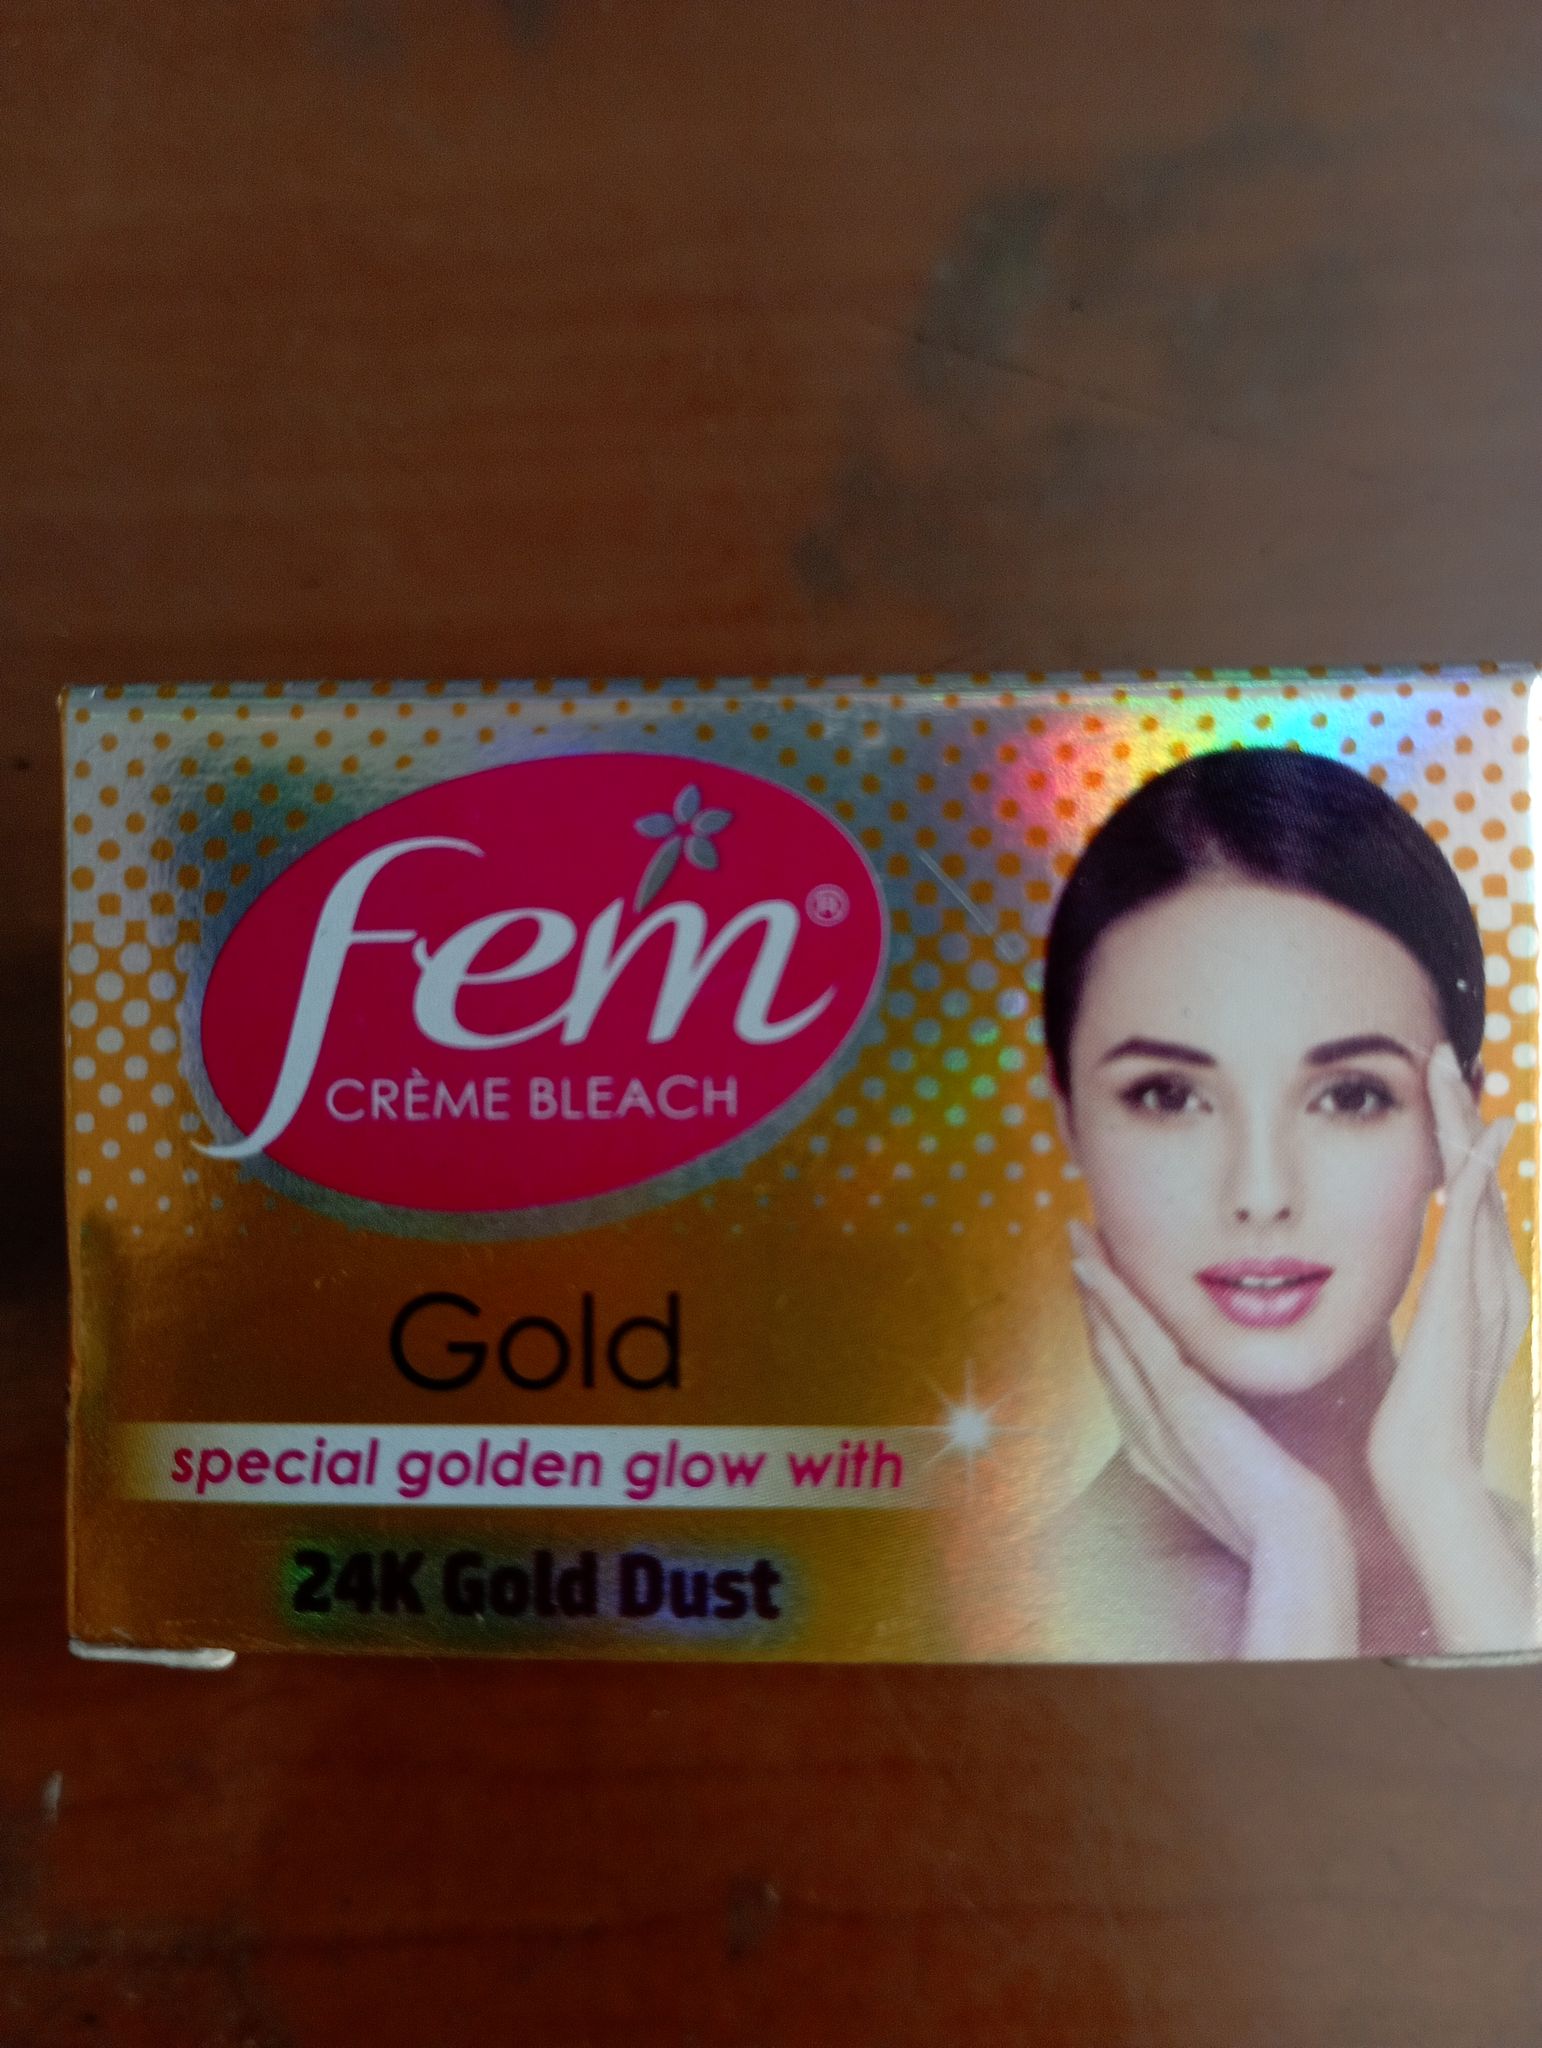 fem®
CRÈME BLEACH
Gold
special golden glow with
24K Gold Dust